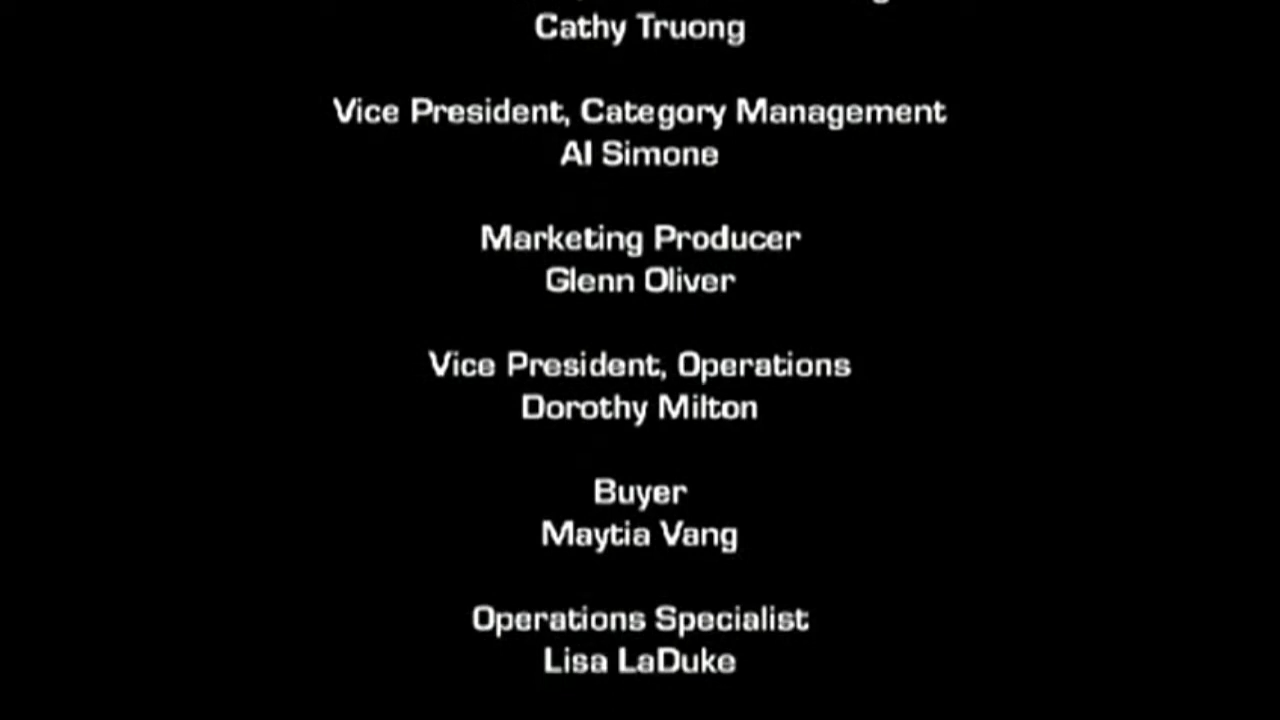 Cathy Truong
Vice President, Category Management
Al Simone
Marketing Producer
Glenn Oliver
Vice President, Operations
Dorothy Milton
Buyer
Maytia Vang
Operations Specialist
Lisa LaDuke